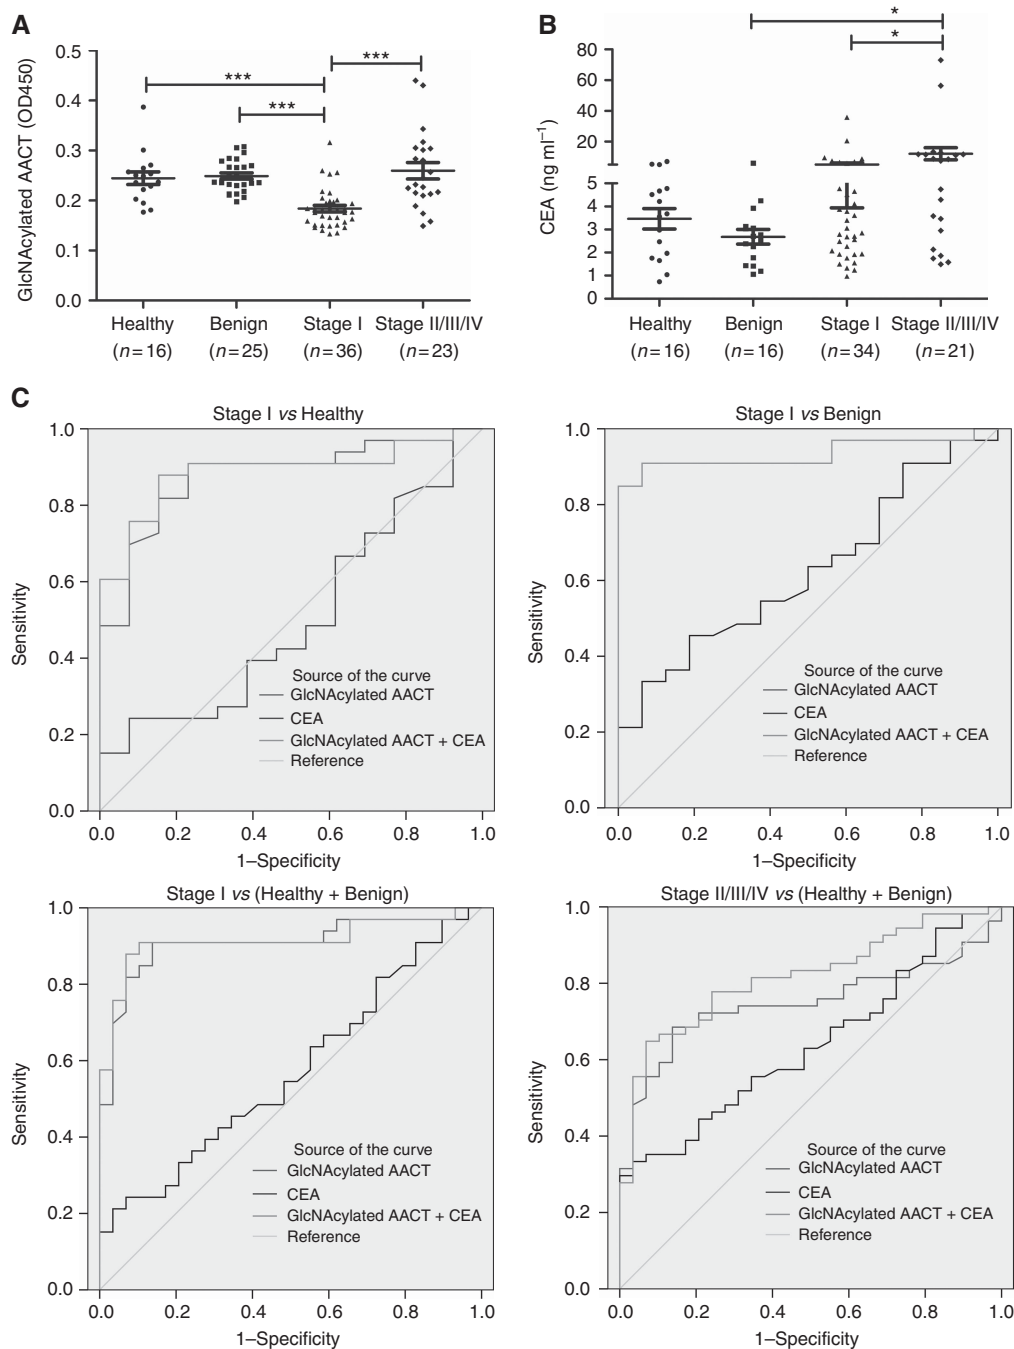 A
0.5
0.4
0.3
0.2
0.1
0.0
GlcNAcylated AACT (OD450)
***
***
***
Healthy Benign Stage I Stage II/III/IV
(n=16) (n=25) (n=36) (n=23)
B
80
60
40
20
5
4
3
2
1
0
CEA (ng ml⁻¹)
*
*
Healthy Benign Stage I Stage II/III/IV
(n=16) (n=16) (n=34) (n=21)
C
Stage I vs Healthy
1.0
0.8
0.6
0.4
0.2
0.0
Sensitivity
Source of the curve
GlcNAcylated AACT
CEA
GlcNAcylated AACT + CEA
Reference
0.0 0.2 0.4 0.6 0.8 1.0
1–Specificity
Stage I vs Benign
1.0
0.8
0.6
0.4
0.2
0.0
Sensitivity
Source of the curve
GlcNAcylated AACT
CEA
GlcNAcylated AACT + CEA
Reference
0.0 0.2 0.4 0.6 0.8 1.0
1–Specificity
Stage I vs (Healthy + Benign)
1.0
0.8
0.6
0.4
0.2
0.0
Sensitivity
Source of the curve
GlcNAcylated AACT
CEA
GlcNAcylated AACT + CEA
Reference
0.0 0.2 0.4 0.6 0.8 1.0
1–Specificity
Stage II/III/IV vs (Healthy + Benign)
1.0
0.8
0.6
0.4
0.2
0.0
Sensitivity
Source of the curve
GlcNAcylated AACT
CEA
GlcNAcylated AACT + CEA
Reference
0.0 0.2 0.4 0.6 0.8 1.0
1–Specificity